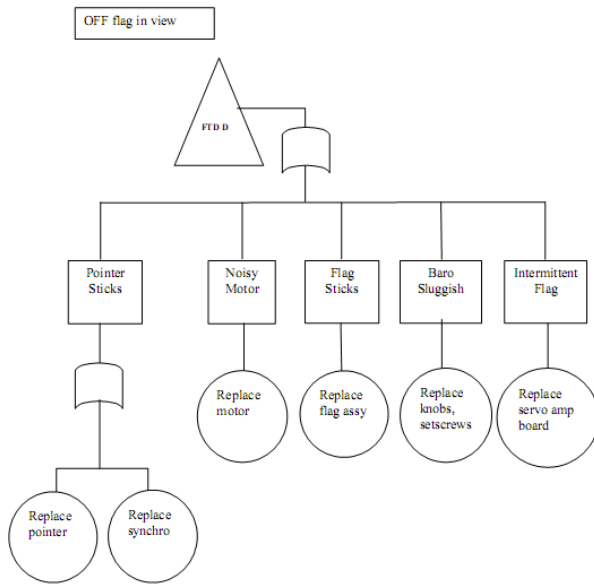 OFF flag in view
FTD D
Pointer
Sticks
Noisy
Motor
Flag
Sticks
Baro
Sluggish
Intermittent
Flag
Replace
motor
Replace
flag assy
Replace
knobs,
setscrews
Replace
servo amp
board
Replace
pointer
Replace
synchro